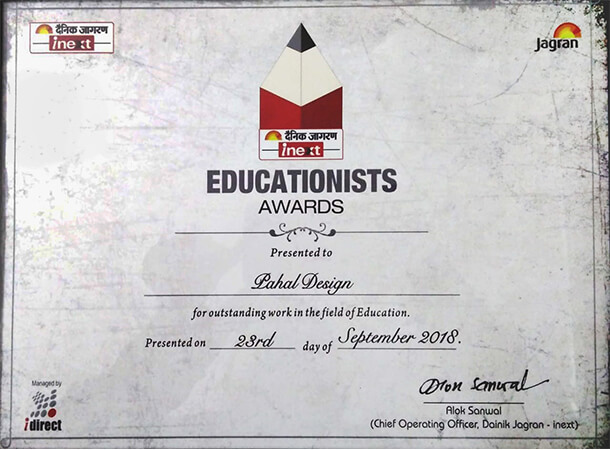 दैनिक जागरण
inext
Jagran
दैनिक जागरण
inext
EDUCATIONISTS
AWARDS
Presented to
Pahal Design
for outstanding work in the field of Education.
Presented on 23rd day of September 2018.
Alok Sanwal
Alok Sanwal
(Chief Operating Officer, Dainik Jagran - inext)
Managed by
idirect